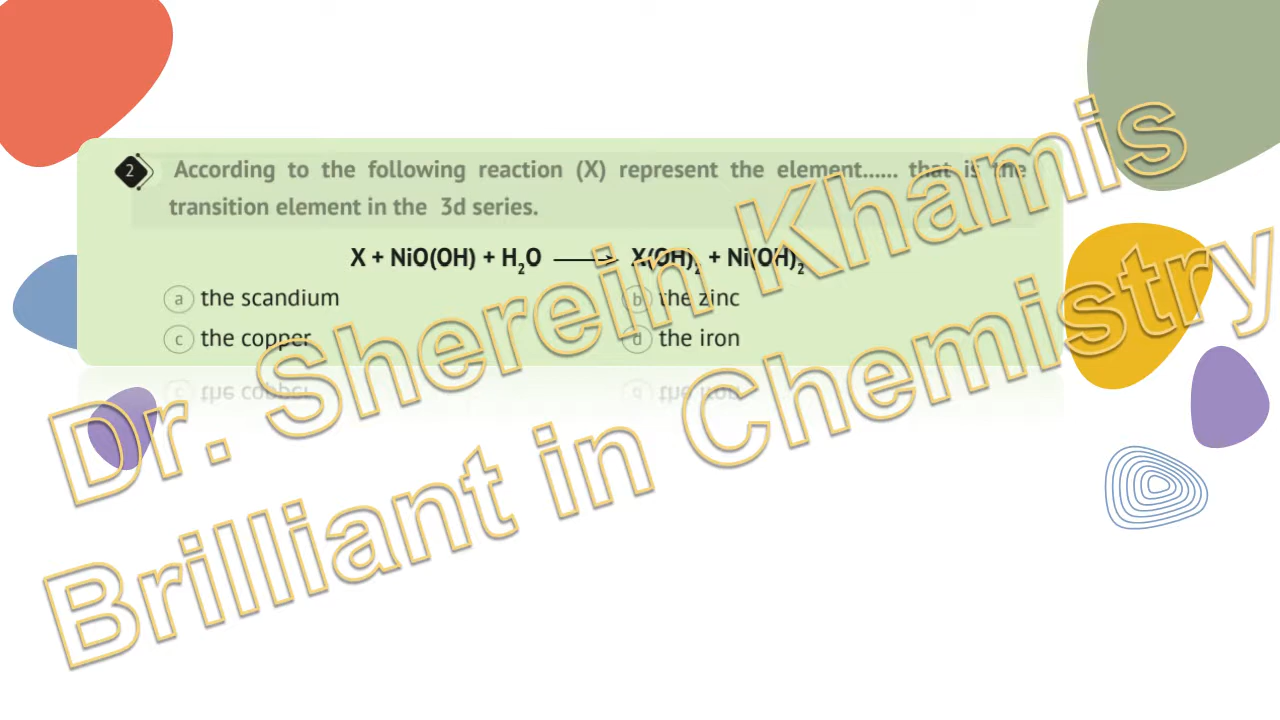 2 According to the following reaction (X) represent the element...... that is the
transition element in the 3d series.
X + NiO(OH) + H₂O ⟶ X(OH)₂ + Ni(OH)₂
a the scandium
b the zinc
c the copper
d the iron
Dr. Sherein Khamis
Brilliant in Chemistry